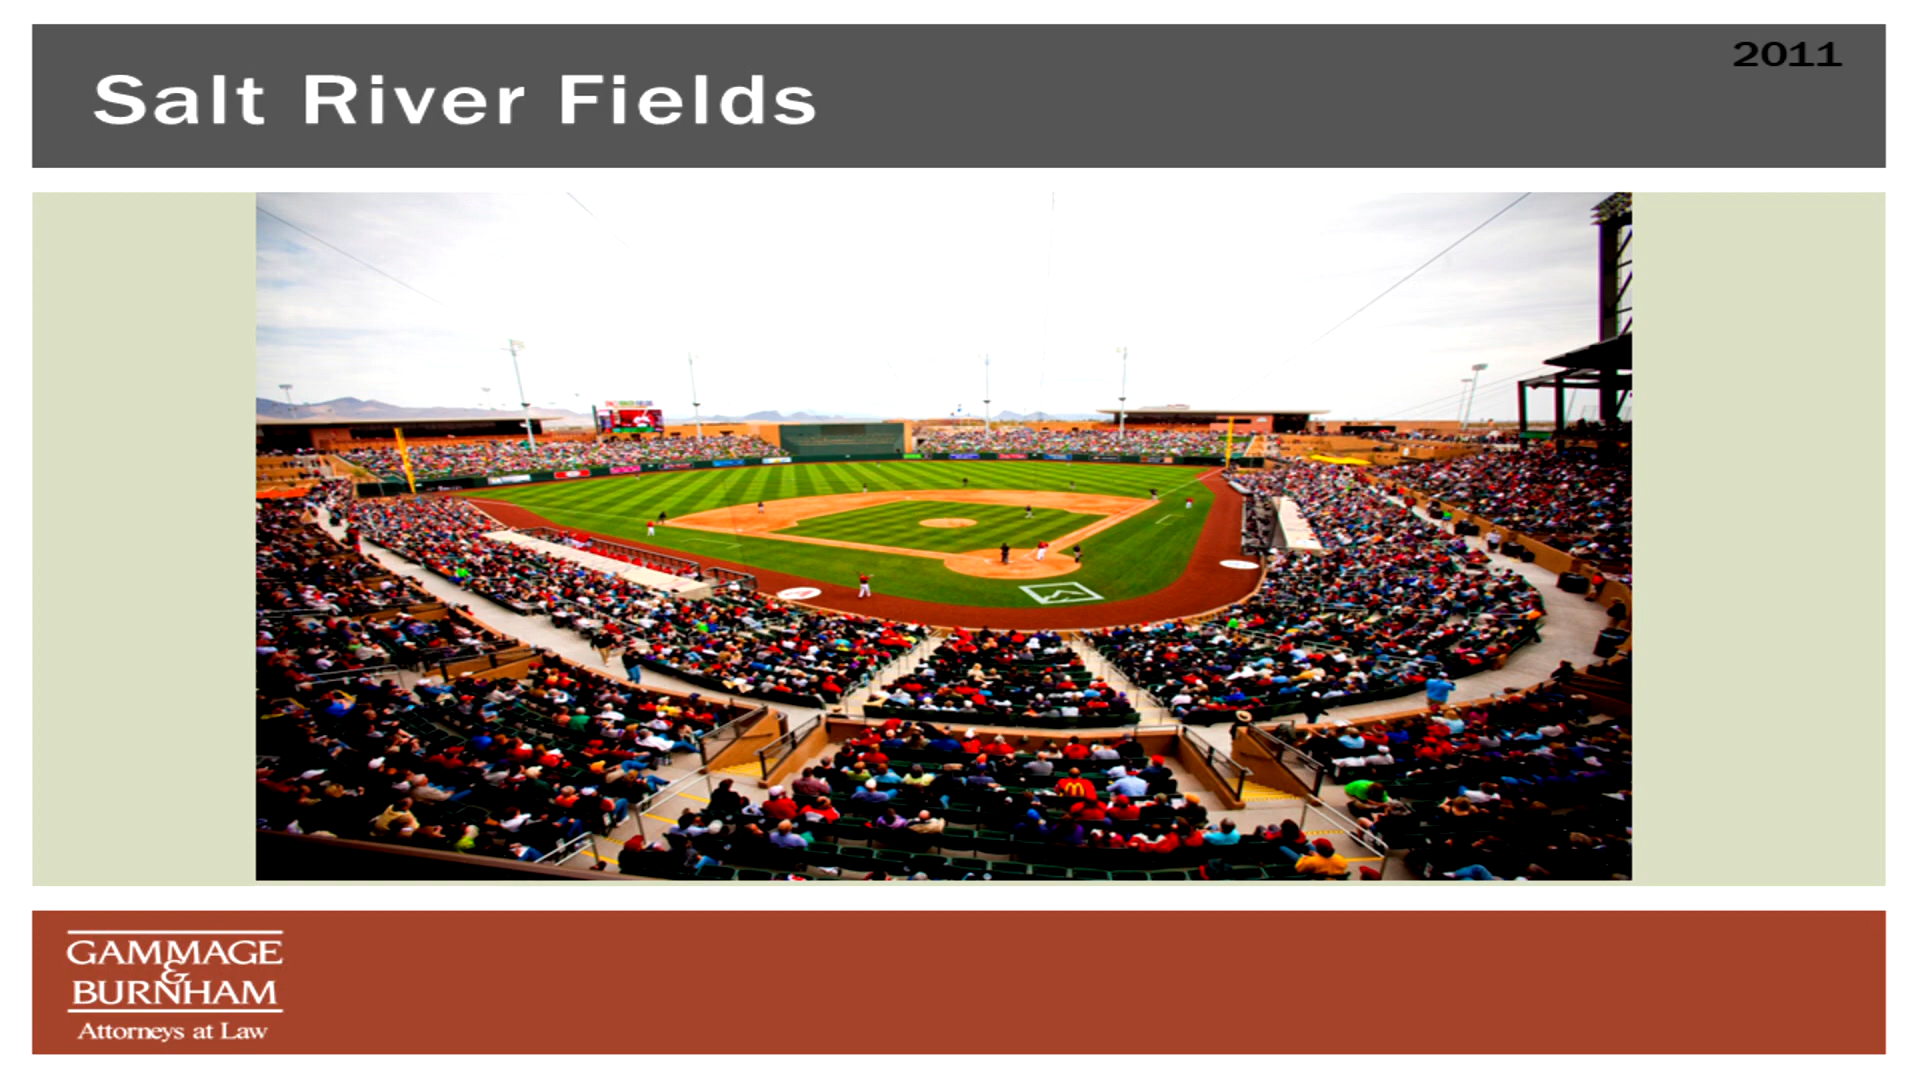 2011
Salt River Fields
GAMMAGE
&
BURNHAM
Attorneys at Law